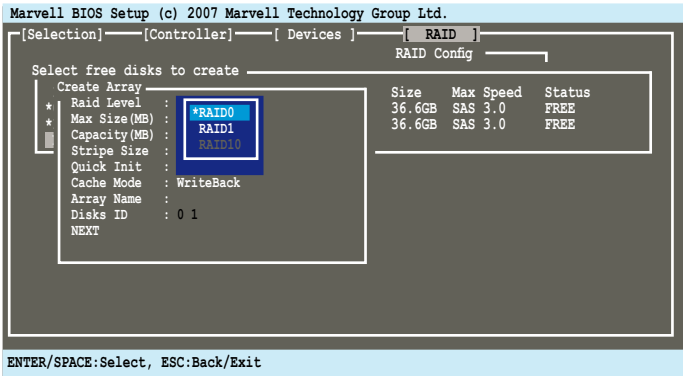 Marvell BIOS Setup (c) 2007 Marvell Technology Group Ltd.
[Selection] [Controller] [ Devices ] [ RAID ]
RAID Config
Select free disks to create
Create Array
Size Max Speed Status
* 36.6GB SAS 3.0 FREE
* 36.6GB SAS 3.0 FREE
Raid Level :
Max Size(MB) :
Capacity(MB) :
Stripe Size :
Quick Init :
Cache Mode : WriteBack
Array Name :
Disks ID : 0 1
NEXT
*RAID0
RAID1
RAID10
ENTER/SPACE:Select, ESC:Back/Exit